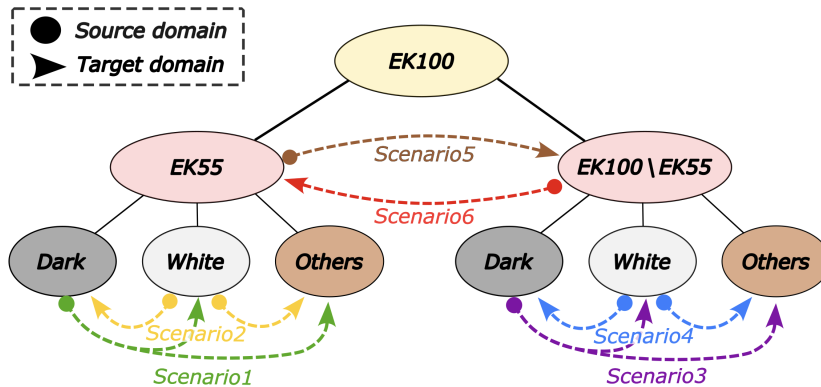 Source domain
Target domain
EK100
EK55
Scenario5
EK100\EK55
Scenario6
Dark
White
Others
Dark
White
Others
Scenario2
Scenario4
Scenario1
Scenario3